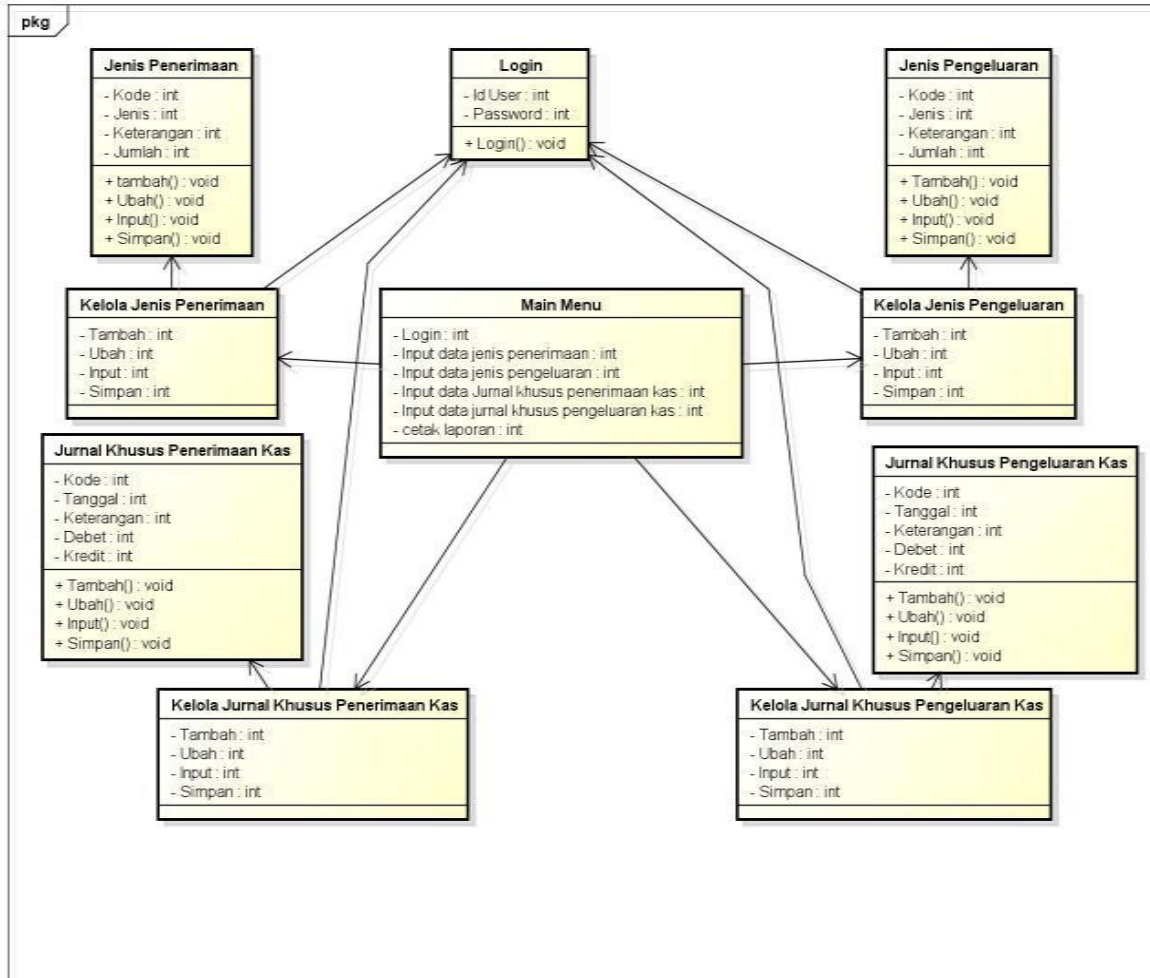 pkg
Jenis Penerimaan
- Kode : int
- Jenis : int
- Keterangan : int
- Jumlah : int
+ tambah() : void
+ Ubah() : void
+ Input() : void
+ Simpan() : void
Login
- Id User : int
- Password : int
+ Login() : void
Jenis Pengeluaran
- Kode : int
- Jenis : int
- Keterangan : int
- Jumlah : int
+ Tambah() : void
+ Ubah() : void
+ Input() : void
+ Simpan() : void
Kelola Jenis Penerimaan
- Tambah : int
- Ubah : int
- Input : int
- Simpan : int
Main Menu
- Login : int
- Input data jenis penerimaan : int
- Input data jenis pengeluaran : int
- Input data Jurnal khusus penerimaan kas : int
- Input data jurnal khusus pengeluaran kas : int
- cetak laporan : int
Kelola Jenis Pengeluaran
- Tambah : int
- Ubah : int
- Input : int
- Simpan : int
Jurnal Khusus Penerimaan Kas
- Kode : int
- Tanggal : int
- Keterangan : int
- Debet : int
- Kredit : int
+ Tambah() : void
+ Ubah() : void
+ Input() : void
+ Simpan() : void
Jurnal Khusus Pengeluaran Kas
- Kode : int
- Tanggal : int
- Keterangan : int
- Debet : int
- Kredit : int
+ Tambah() : void
+ Ubah() : void
+ Input() : void
+ Simpan() : void
Kelola Jurnal Khusus Penerimaan Kas
- Tambah : int
- Ubah : int
- Input : int
- Simpan : int
Kelola Jurnal Khusus Pengeluaran Kas
- Tambah : int
- Ubah : int
- Input : int
- Simpan : int